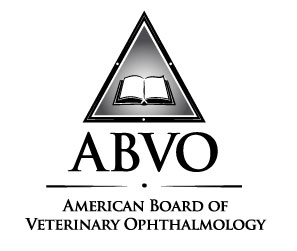 ABVO
AMERICAN BOARD OF
VETERINARY OPHTHALMOLOGY